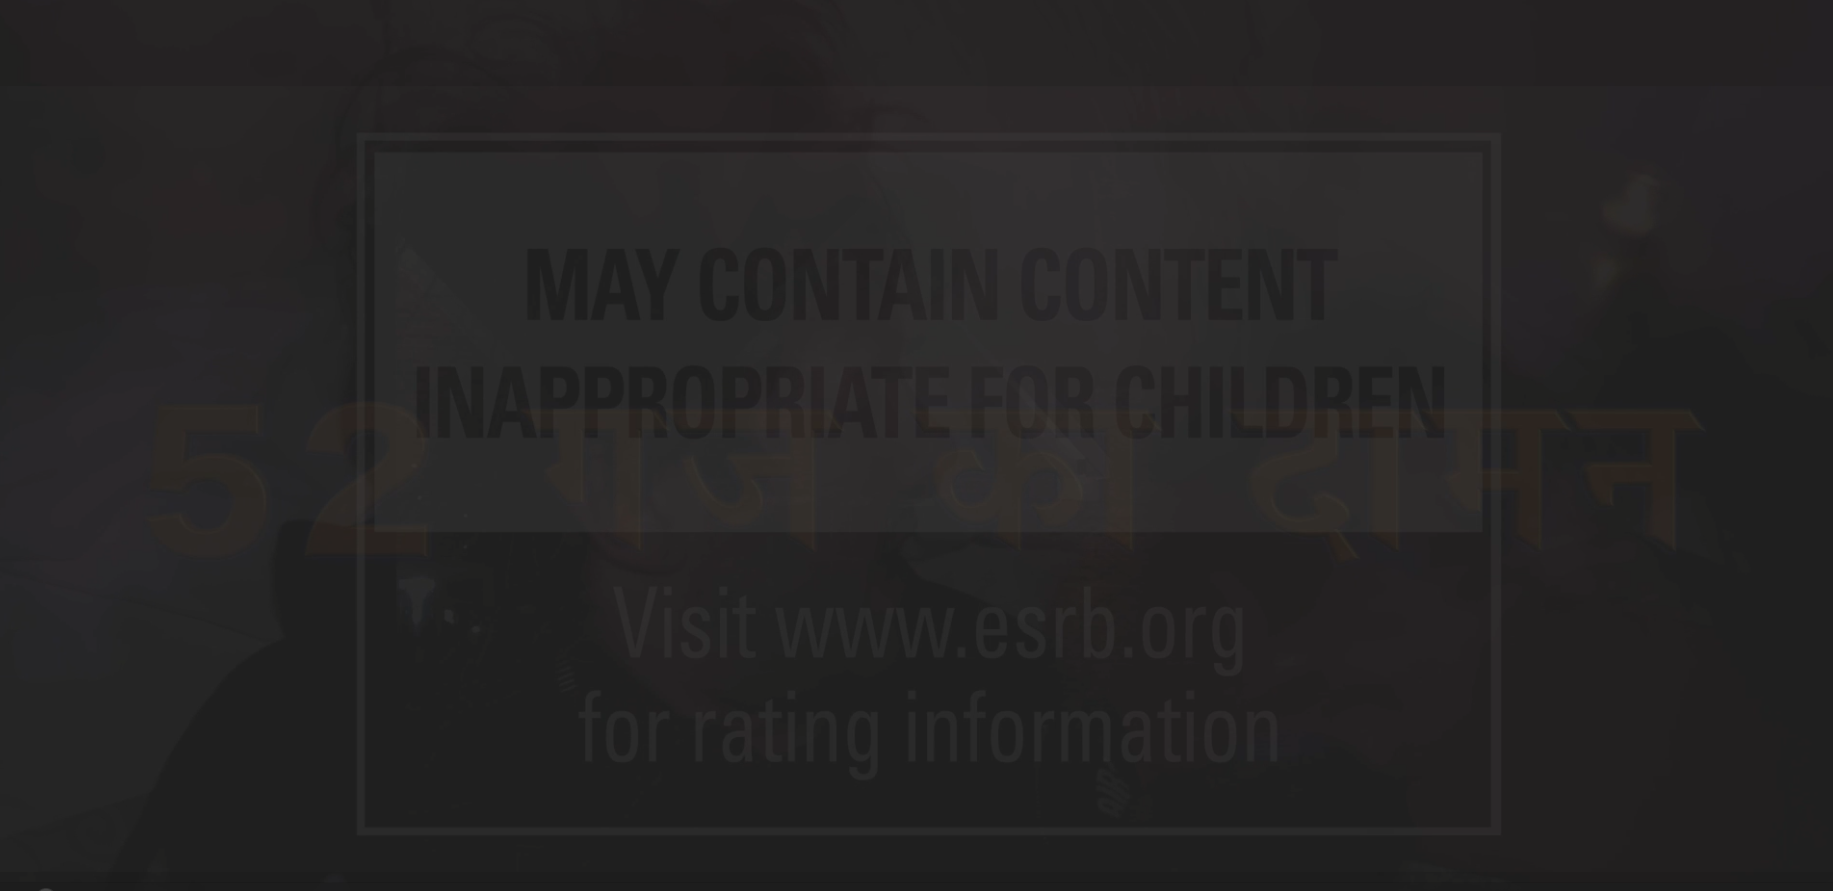 MAY CONTAIN CONTENT
INAPPROPRIATE FOR CHILDREN
52 गज का दामन
Visit www.esrb.org
for rating information